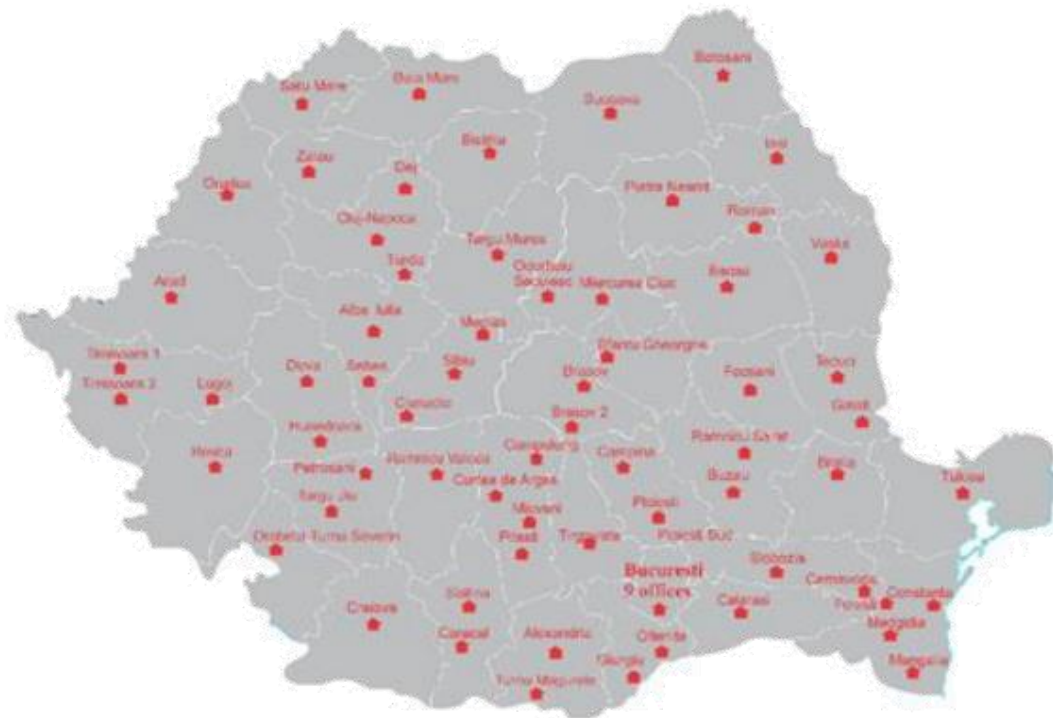 Botosani
Baia Mare
Satu Mare
Suceava
Bistrita
Iasi
Zalau
Dej
Oradea
Piatra Neamt
Roman
Cluj-Napoca
Targu Mures
Vaslui
Turda
Odorheiu
Secuiesc
Miercurea Ciuc
Bacau
Arad
Alba Iulia
Medias
Sfantu Gheorghe
Timisoara 1
Timisoara 2
Lugoj
Deva
Sebes
Sibiu
Brasov
Focsani
Tecuci
Cisnadie
Brasov 2
Galati
Hunedoara
Campulung
Ramnicu Sarat
Resita
Petrosani
Ramnicu Valcea
Campina
Braila
Curtea de Arges
Buzau
Tulcea
Targu Jiu
Mioveni
Ploiesti
Pitesti
Ploiesti Sud
Drobeta Turnu Severin
Bucuresti
9 offices
Slobozia
Cernavoda
Slatina
Craiova
Calarasi
Constanta
Caracal
Alexandria
Oltenita
Medgidia
Giurgiu
Turnu Magurele
Mangalia